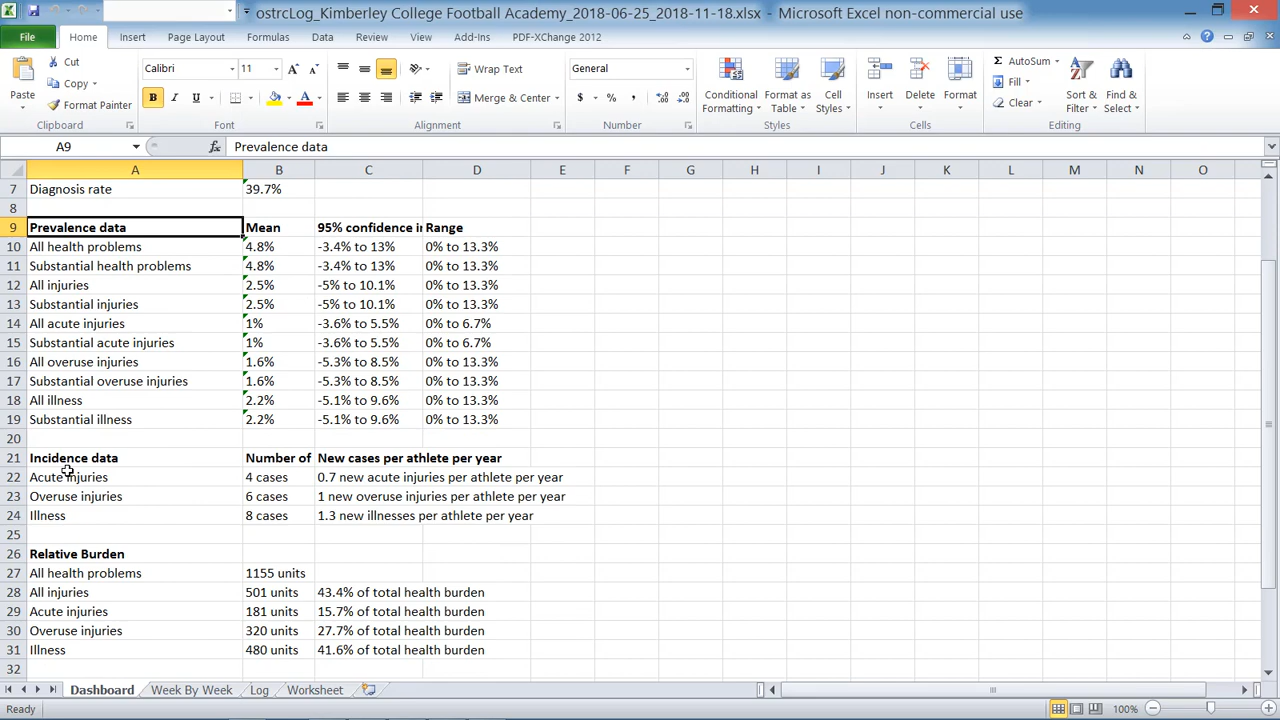 ostrcLog_Kimberley College Football Academy_2018-06-25_2018-11-18.xlsx - Microsoft Excel non-commercial use
File Home Insert Page Layout Formulas Data Review View Add-Ins PDF-XChange 2012
Paste Cut Copy Format Painter Clipboard
Calibri 11 B I U A Font
Wrap Text Merge & Center Alignment
General $ % , Number
Conditional Formatting Format as Table Cell Styles Styles
Insert Delete Format Cells
AutoSum Fill Clear Sort & Filter Find & Select Editing
A9 fx Prevalence data
A B C D E F G H I J K L M N O
7 Diagnosis rate 39.7%
8
9 Prevalence data Mean 95% confidence in Range
10 All health problems 4.8% -3.4% to 13% 0% to 13.3%
11 Substantial health problems 4.8% -3.4% to 13% 0% to 13.3%
12 All injuries 2.5% -5% to 10.1% 0% to 13.3%
13 Substantial injuries 2.5% -5% to 10.1% 0% to 13.3%
14 All acute injuries 1% -3.6% to 5.5% 0% to 6.7%
15 Substantial acute injuries 1% -3.6% to 5.5% 0% to 6.7%
16 All overuse injuries 1.6% -5.3% to 8.5% 0% to 13.3%
17 Substantial overuse injuries 1.6% -5.3% to 8.5% 0% to 13.3%
18 All illness 2.2% -5.1% to 9.6% 0% to 13.3%
19 Substantial illness 2.2% -5.1% to 9.6% 0% to 13.3%
20
21 Incidence data Number of New cases per athlete per year
22 Acute injuries 4 cases 0.7 new acute injuries per athlete per year
23 Overuse injuries 6 cases 1 new overuse injuries per athlete per year
24 Illness 8 cases 1.3 new illnesses per athlete per year
25
26 Relative Burden
27 All health problems 1155 units
28 All injuries 501 units 43.4% of total health burden
29 Acute injuries 181 units 15.7% of total health burden
30 Overuse injuries 320 units 27.7% of total health burden
31 Illness 480 units 41.6% of total health burden
32
Dashboard Week By Week Log Worksheet
Ready 100%